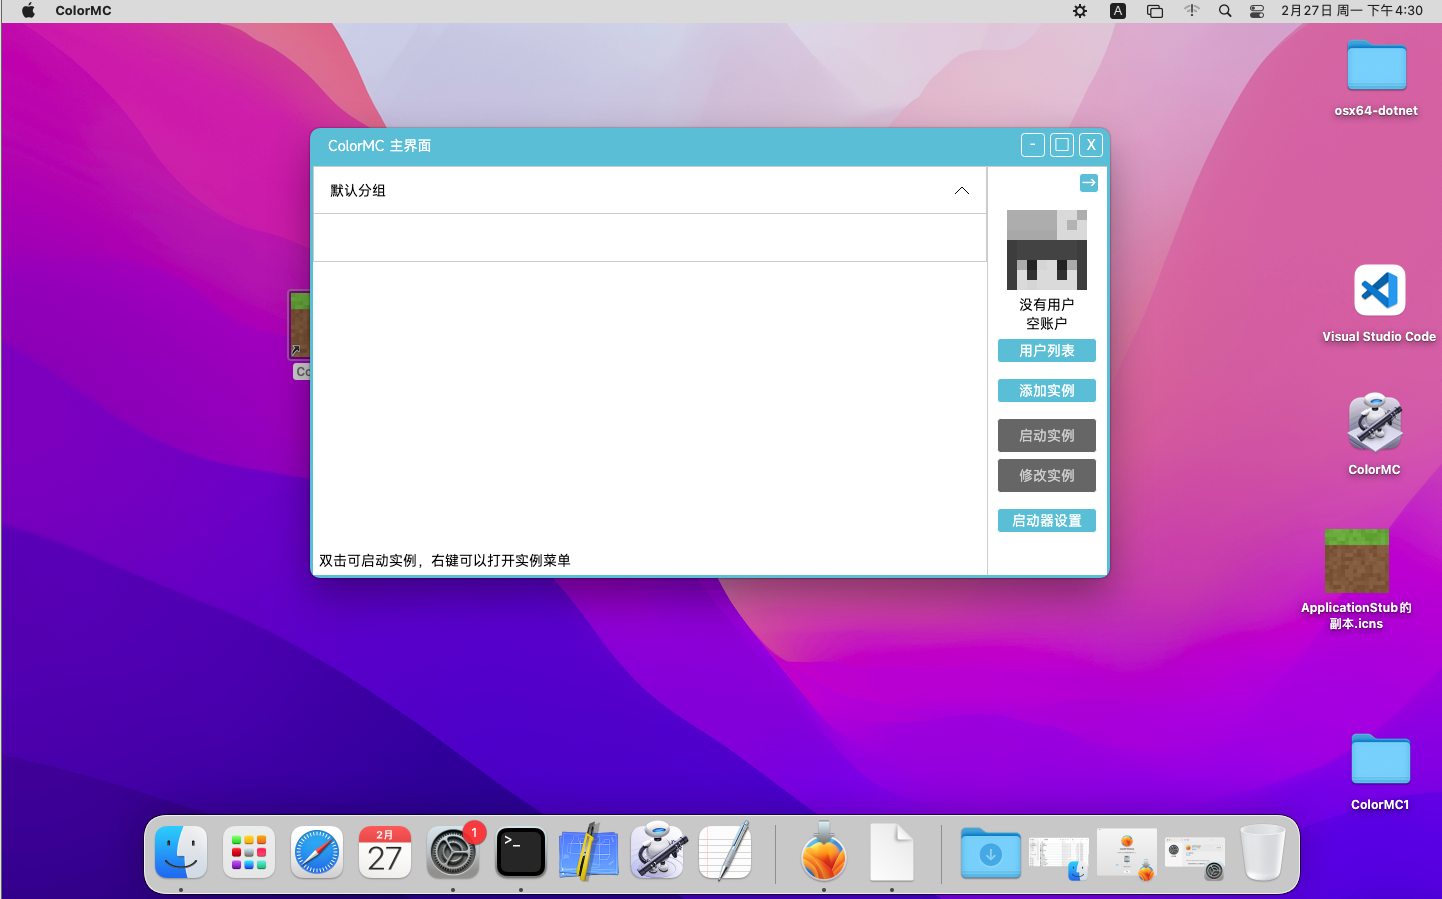 ColorMC
A
2月27日 周一 下午4:30
osx64-dotnet
ColorMC 主界面
- X
默认分组
没有用户
空账户
用户列表
添加实例
启动实例
修改实例
启动器设置
双击可启动实例，右键可以打开实例菜单
Co
Visual Studio Code
ColorMC
ApplicationStub的
副本.icns
ColorMC1
2月
27
1
>_